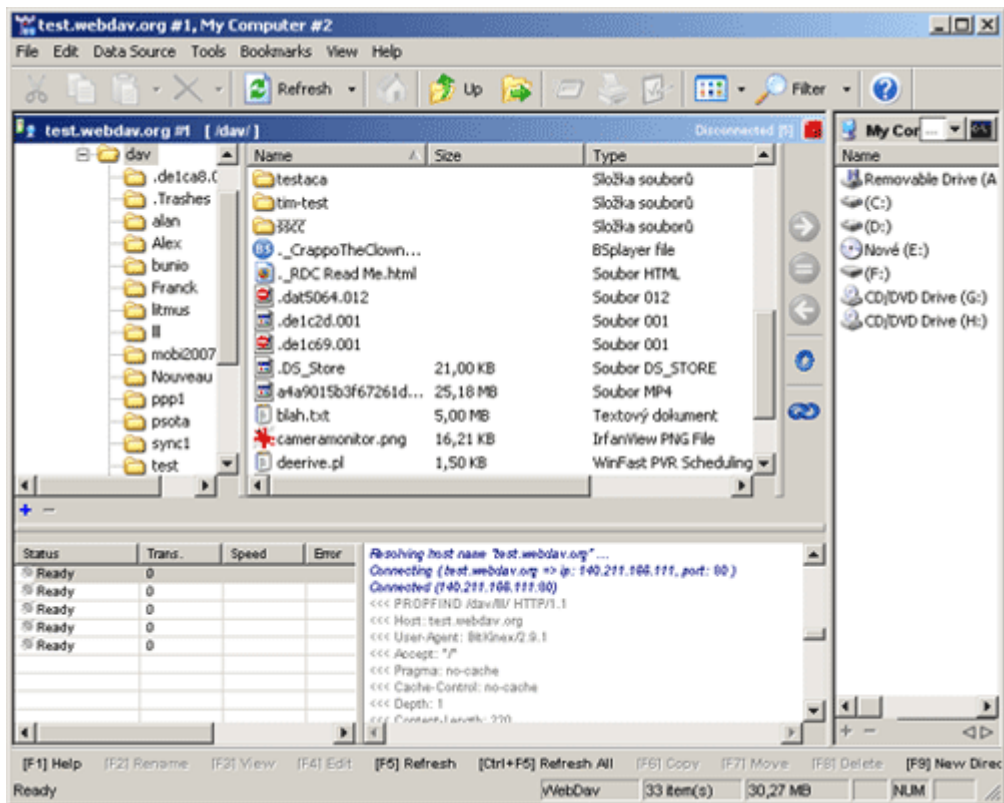 test.webdav.org #1, My Computer #2
File Edit Data Source Tools Bookmarks View Help
Refresh Up Filter
test.webdav.org #1 [ /dav/ ] Disconnected [5]
My Cor ...
dav
.de1ca8.0
.Trashes
alan
Alex
bunio
Franck
litmus
lll
mobi2007
Nouveau
ppp1
psota
sync1
test
Name Size Type
testaca Složka souborů
tim-test Složka souborů
Složka souborů
._CrappoTheClown... BSplayer file
._RDC Read Me.html Soubor HTML
.dat5064.012 Soubor 012
.de1c2d.001 Soubor 001
.de1c69.001 Soubor 001
.DS_Store 21,00 KB Soubor DS_STORE
a4a9015b3f67261d... 25,18 MB Soubor MP4
blah.txt 5,00 MB Textový dokument
cameramonitor.png 16,21 KB IrfanView PNG File
deerive.pl 1,50 KB WinFast PVR Scheduling
Name
Removable Drive (A
(C:)
(D:)
Nové (E:)
(F:)
CD/DVD Drive (G:)
CD/DVD Drive (H:)
Status Trans. Speed Error
Ready 0
Ready 0
Ready 0
Ready 0
Ready 0
Resolving host name "test.webdav.org" ...
Connecting ( test.webdav.org => ip: 140.211.166.111, port: 80 )
Connected (140.211.166.111:80)
<<< PROPFIND /dav/lll/ HTTP/1.1
<<< Host: test.webdav.org
<<< User-Agent: BitKinex/2.9.1
<<< Accept: "/"
<<< Pragma: no-cache
<<< Cache-Control: no-cache
<<< Depth: 1
<<< Content-Length: 220
[F1] Help [F2] Rename [F3] View [F4] Edit [F5] Refresh [Ctrl+F5] Refresh All [F6] Copy [F7] Move [F8] Delete [F9] New Direc
Ready WebDav 33 item(s) 30,27 MB NUM